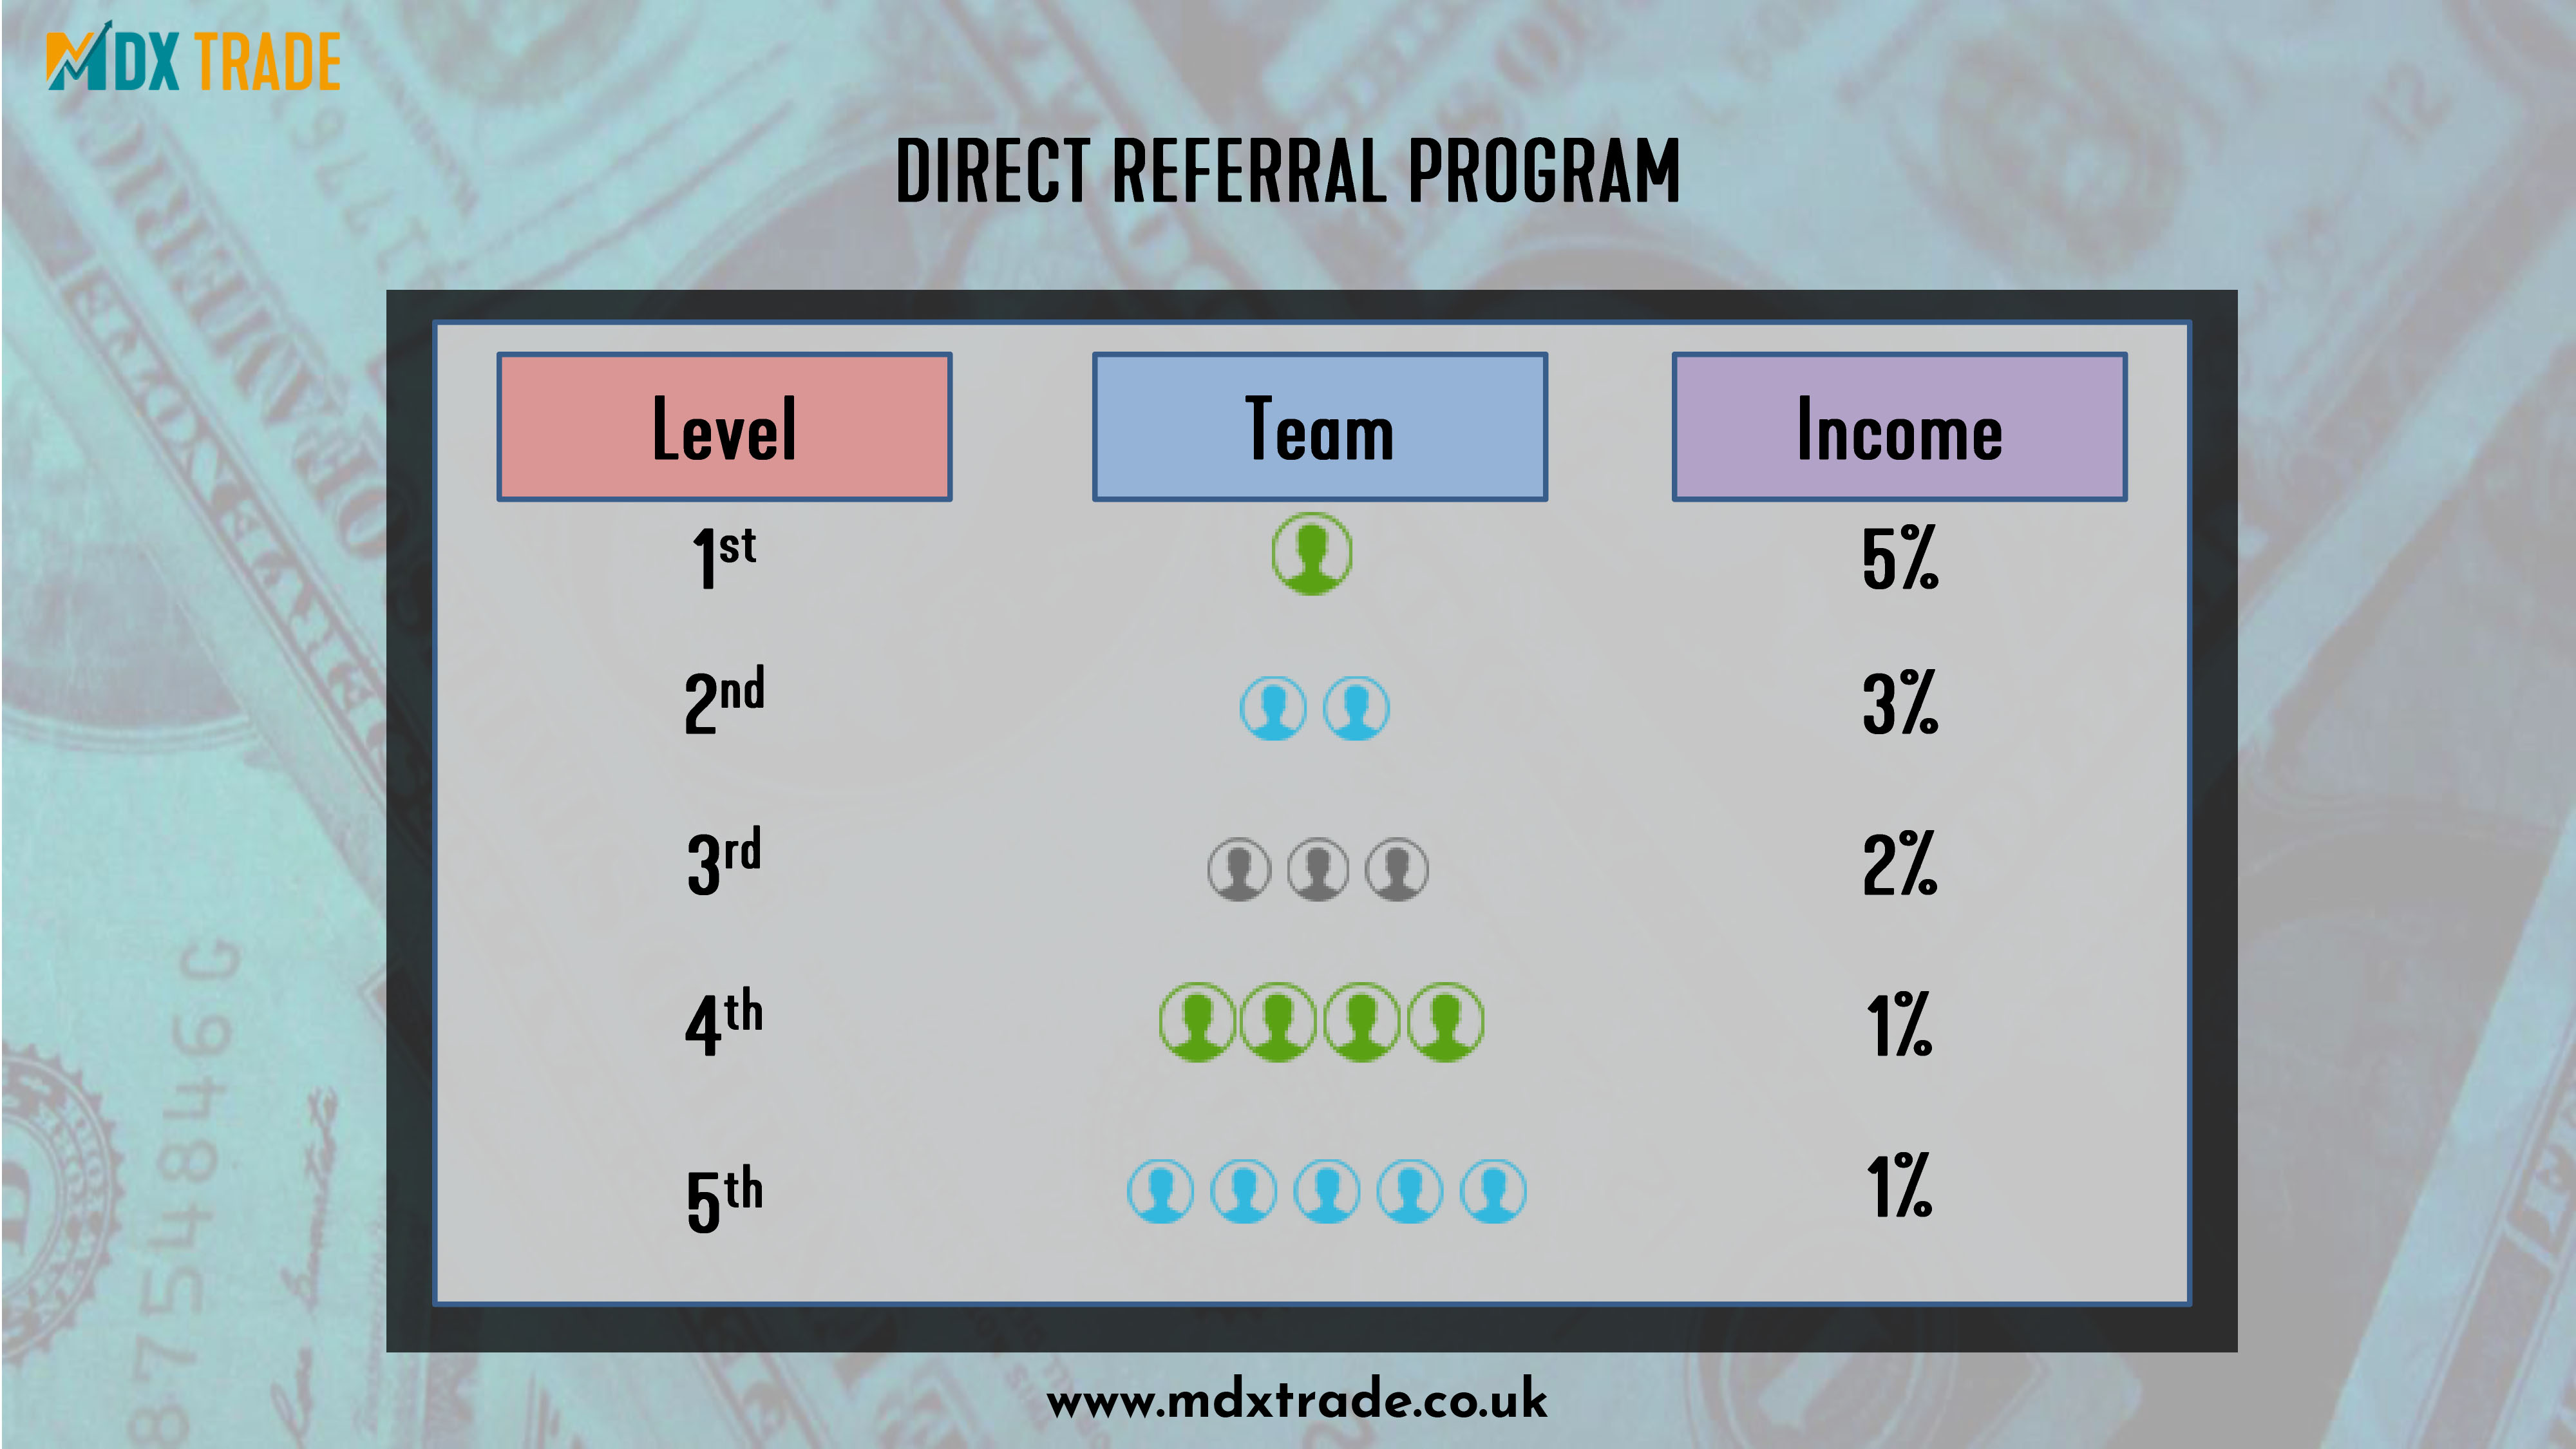 MDX TRADE
DIRECT REFERRAL PROGRAM
Level Team Income
1st 5%
2nd 3%
3rd 2%
4th 1%
5th 1%
www.mdxtrade.co.uk
87548469 G